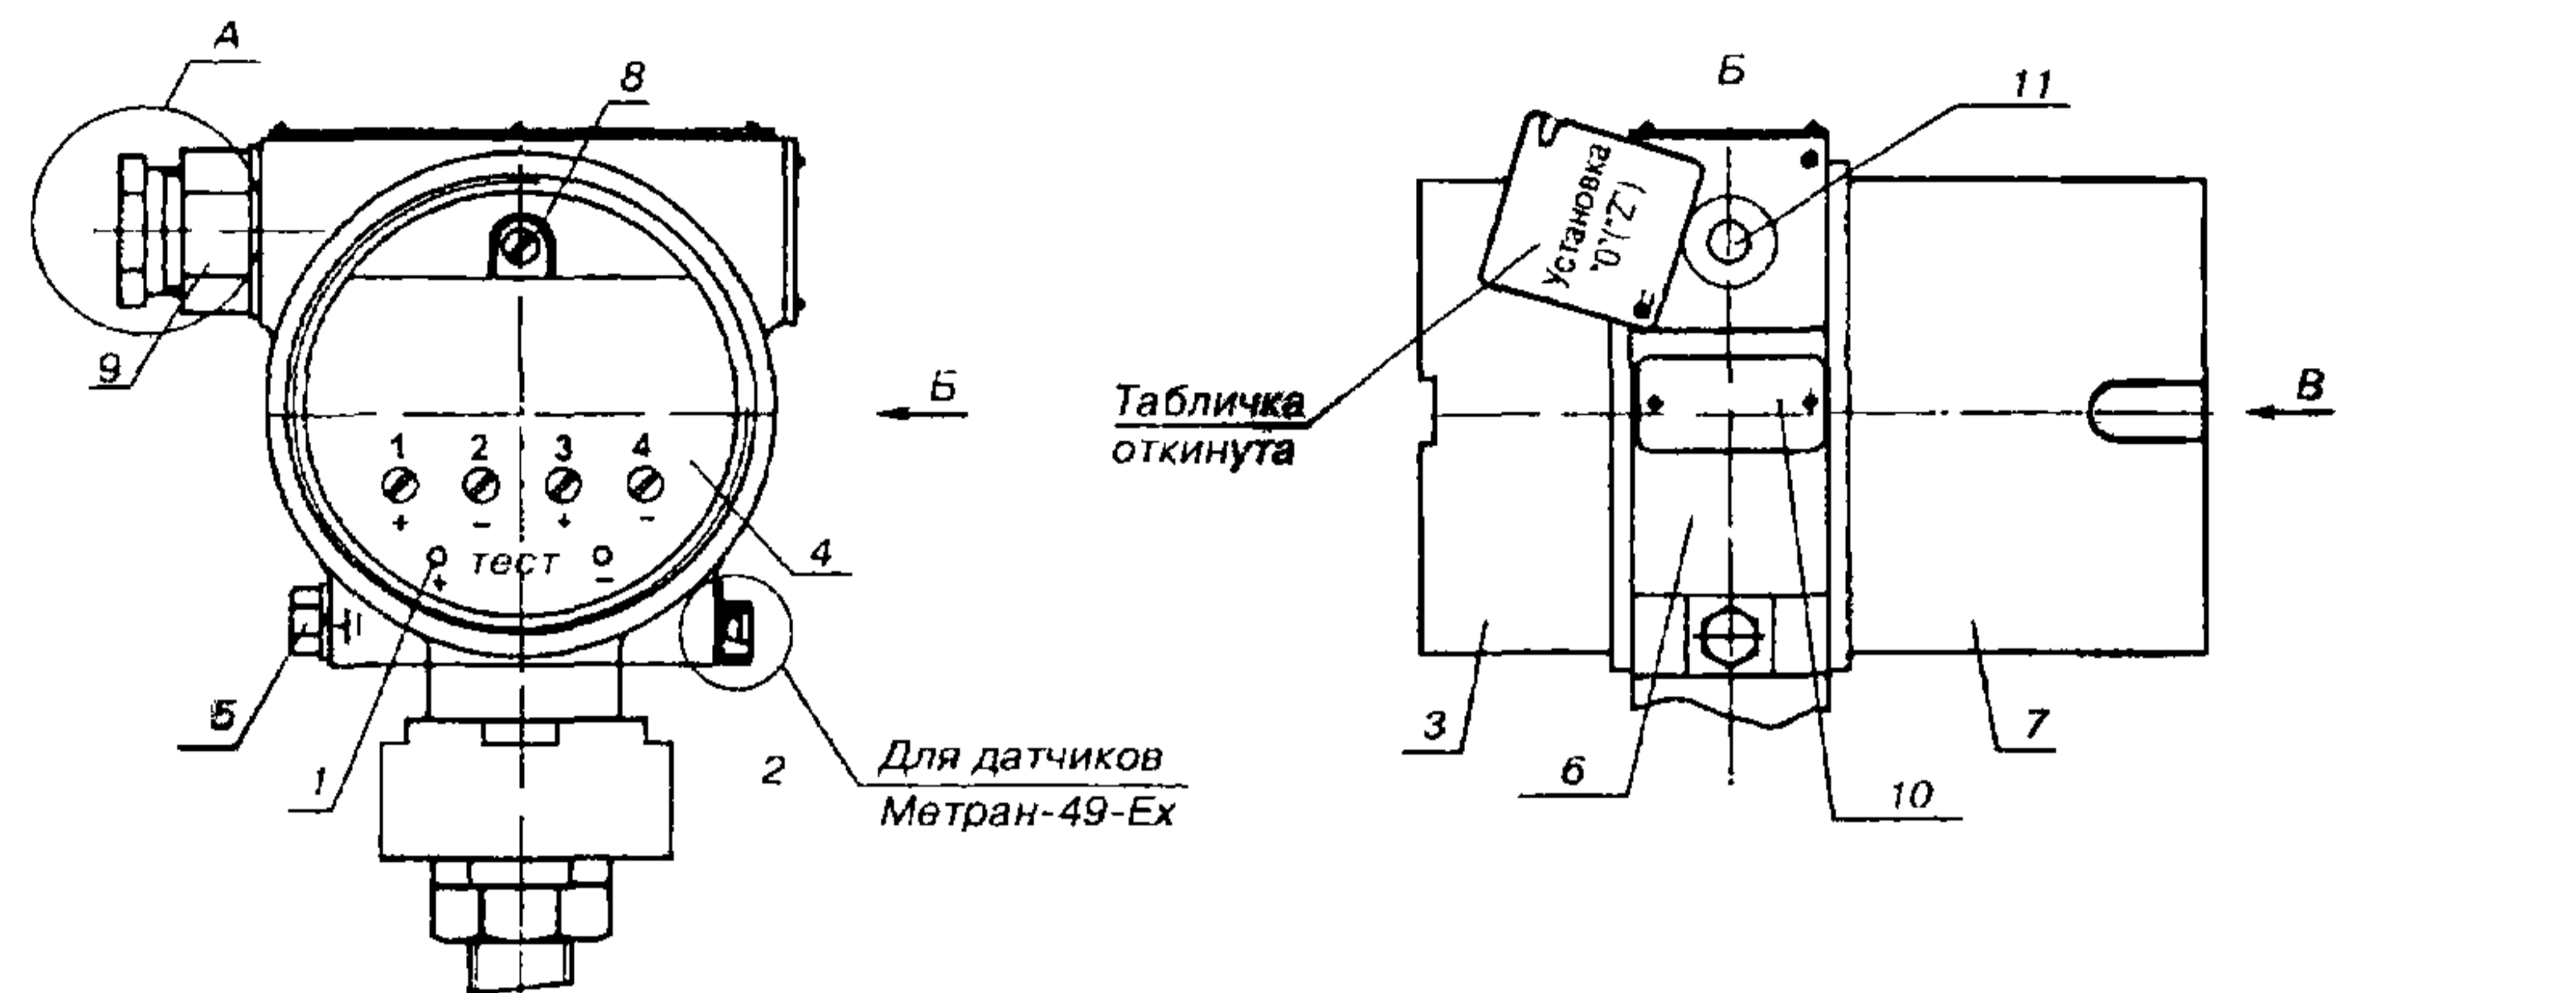 А
8
9
1 2 3 4
+ - + -
тест
+ -
4
5
1
2
Для датчиков
Метран-49-Ех
Б
Б
11
Установка
"0"("Z")
Табличка
откинута
В
3
6
7
10